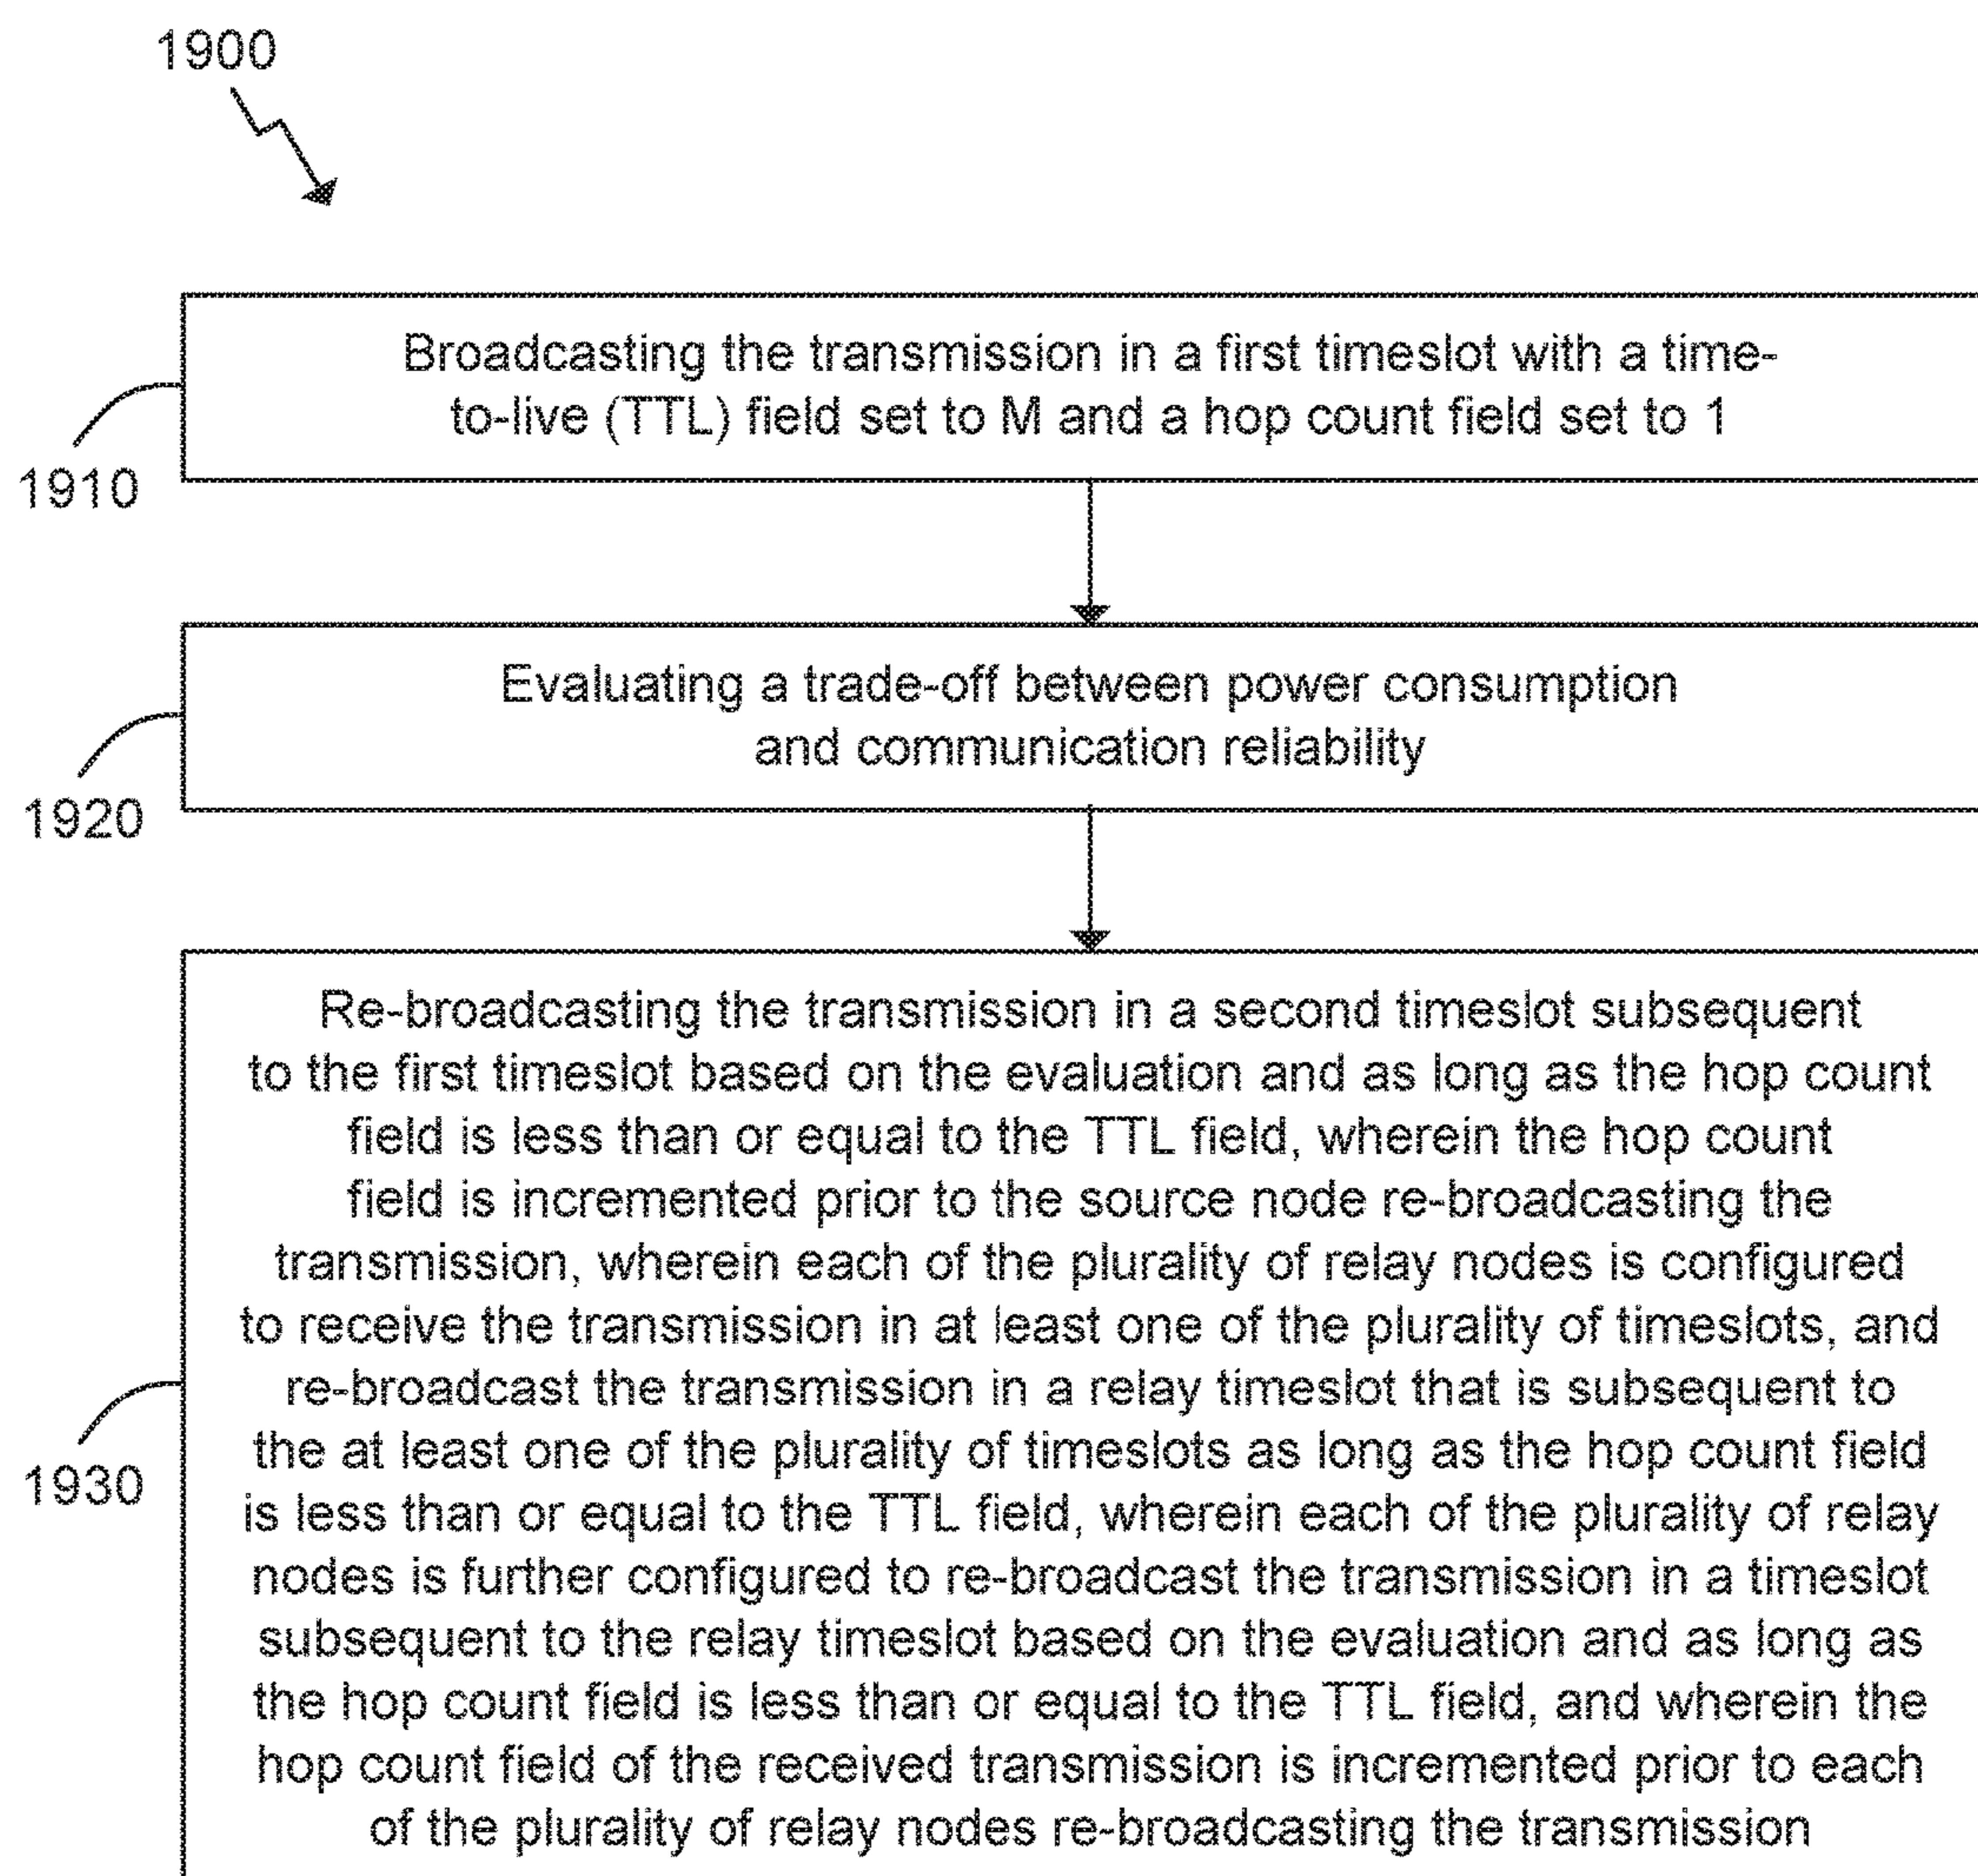 1900
Broadcasting the transmission in a first timeslot with a time-
to-live (TTL) field set to M and a hop count field set to 1
1910
Evaluating a trade-off between power consumption
and communication reliability
1920
Re-broadcasting the transmission in a second timeslot subsequent
to the first timeslot based on the evaluation and as long as the hop count
field is less than or equal to the TTL field, wherein the hop count
field is incremented prior to the source node re-broadcasting the
transmission, wherein each of the plurality of relay nodes is configured
to receive the transmission in at least one of the plurality of timeslots, and
re-broadcast the transmission in a relay timeslot that is subsequent to
the at least one of the plurality of timeslots as long as the hop count field
is less than or equal to the TTL field, wherein each of the plurality of relay
nodes is further configured to re-broadcast the transmission in a timeslot
subsequent to the relay timeslot based on the evaluation and as long as
the hop count field is less than or equal to the TTL field, and wherein the
hop count field of the received transmission is incremented prior to each
of the plurality of relay nodes re-broadcasting the transmission
1930